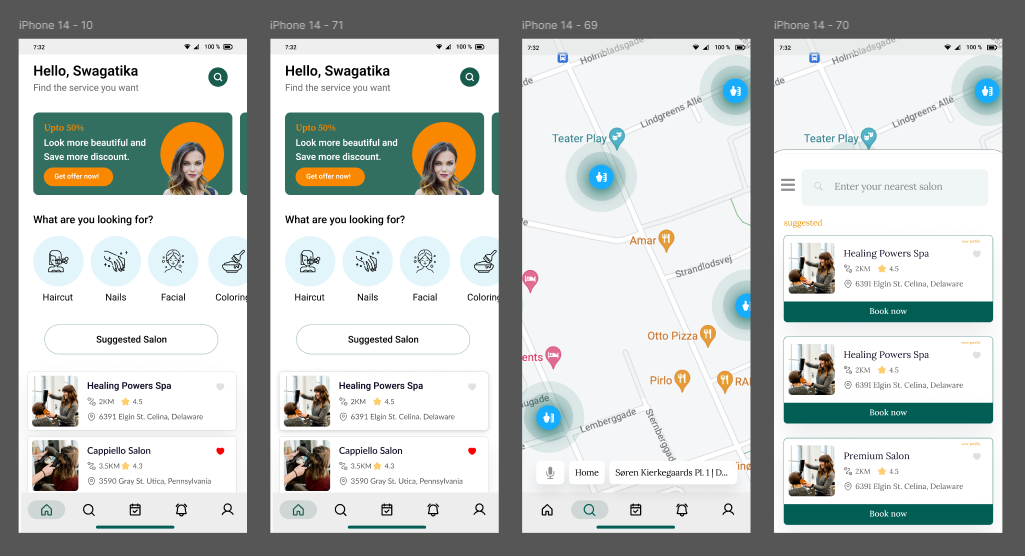 iPhone 14 - 10
7:32
100 %
Hello, Swagatika
Find the service you want
Upto 50%
Look more beautiful and
Save more discount.
Get offer now!
What are you looking for?
Haircut
Nails
Facial
Coloring
Suggested Salon
Healing Powers Spa
2KM
4.5
6391 Elgin St. Celina, Delaware
Cappiello Salon
3.5KM
4.3
3590 Gray St. Utica, Pennsylvania
iPhone 14 - 71
7:32
100 %
Hello, Swagatika
Find the service you want
Upto 50%
Look more beautiful and
Save more discount.
Get offer now!
What are you looking for?
Haircut
Nails
Facial
Coloring
Suggested Salon
Healing Powers Spa
2KM
4.5
6391 Elgin St. Celina, Delaware
Cappiello Salon
3.5KM
4.3
3590 Gray St. Utica, Pennsylvania
iPhone 14 - 69
7:32
100 %
Holmbladsgade
Lindgreens Allé
Teater Play
Amar
Strandlodsvej
Otto Pizza
ents
Pirlo
RA
ugade
Lemberggade
Sternberggad
Home
Søren Kierkegaards Pl. 1 | D...
iPhone 14 - 70
7:32
100 %
Holmbladsgade
Lindgreens Allé
Teater Play
Enter your nearest salon
suggested
Healing Powers Spa
2KM
4.5
6391 Elgin St. Celina, Delaware
Book now
Healing Powers Spa
2KM
4.5
6391 Elgin St. Celina, Delaware
Book now
Premium Salon
2KM
4.5
6391 Elgin St. Celina, Delaware
Book now